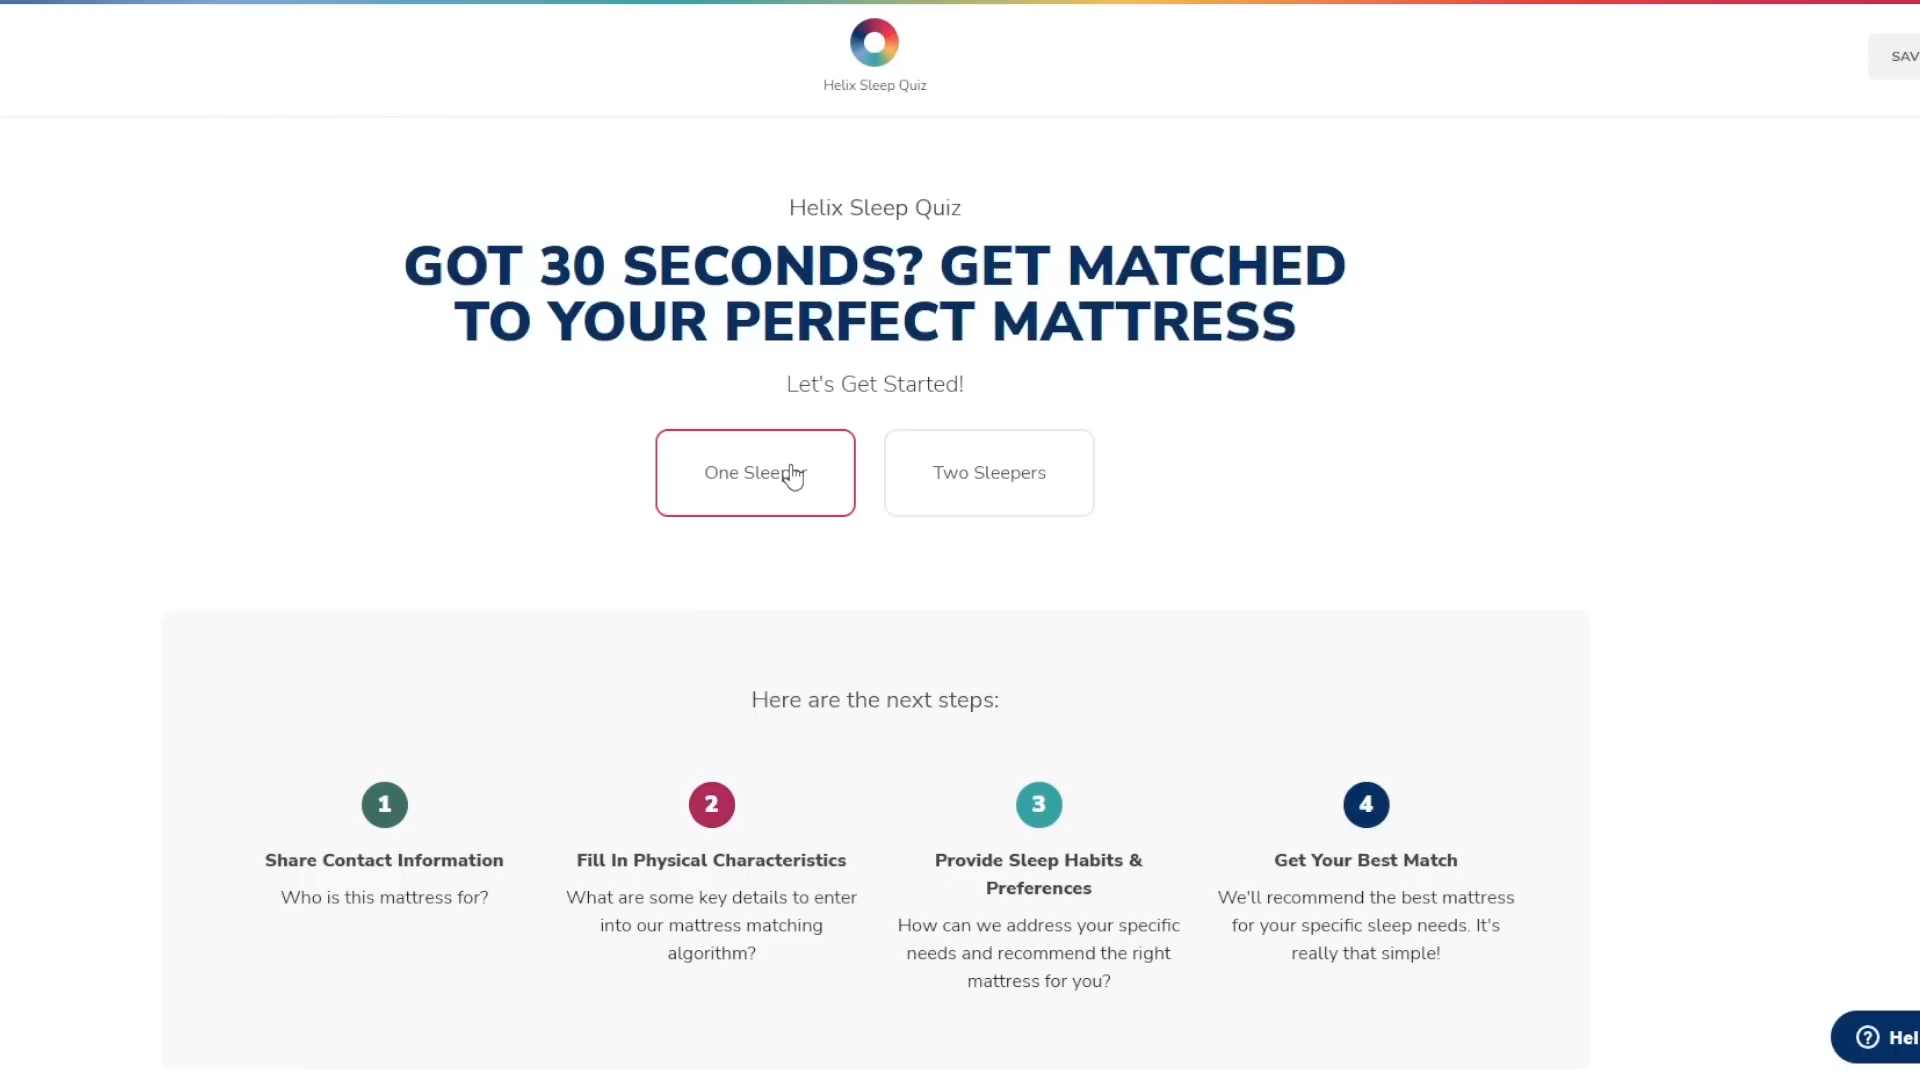 SAV
Helix Sleep Quiz
Helix Sleep Quiz
GOT 30 SECONDS? GET MATCHED
TO YOUR PERFECT MATTRESS
Let's Get Started!
One Sleeper
Two Sleepers
Here are the next steps:
1
Share Contact Information
Who is this mattress for?
2
Fill In Physical Characteristics
What are some key details to enter
into our mattress matching
algorithm?
3
Provide Sleep Habits &
Preferences
How can we address your specific
needs and recommend the right
mattress for you?
4
Get Your Best Match
We'll recommend the best mattress
for your specific sleep needs. It's
really that simple!
? Hel